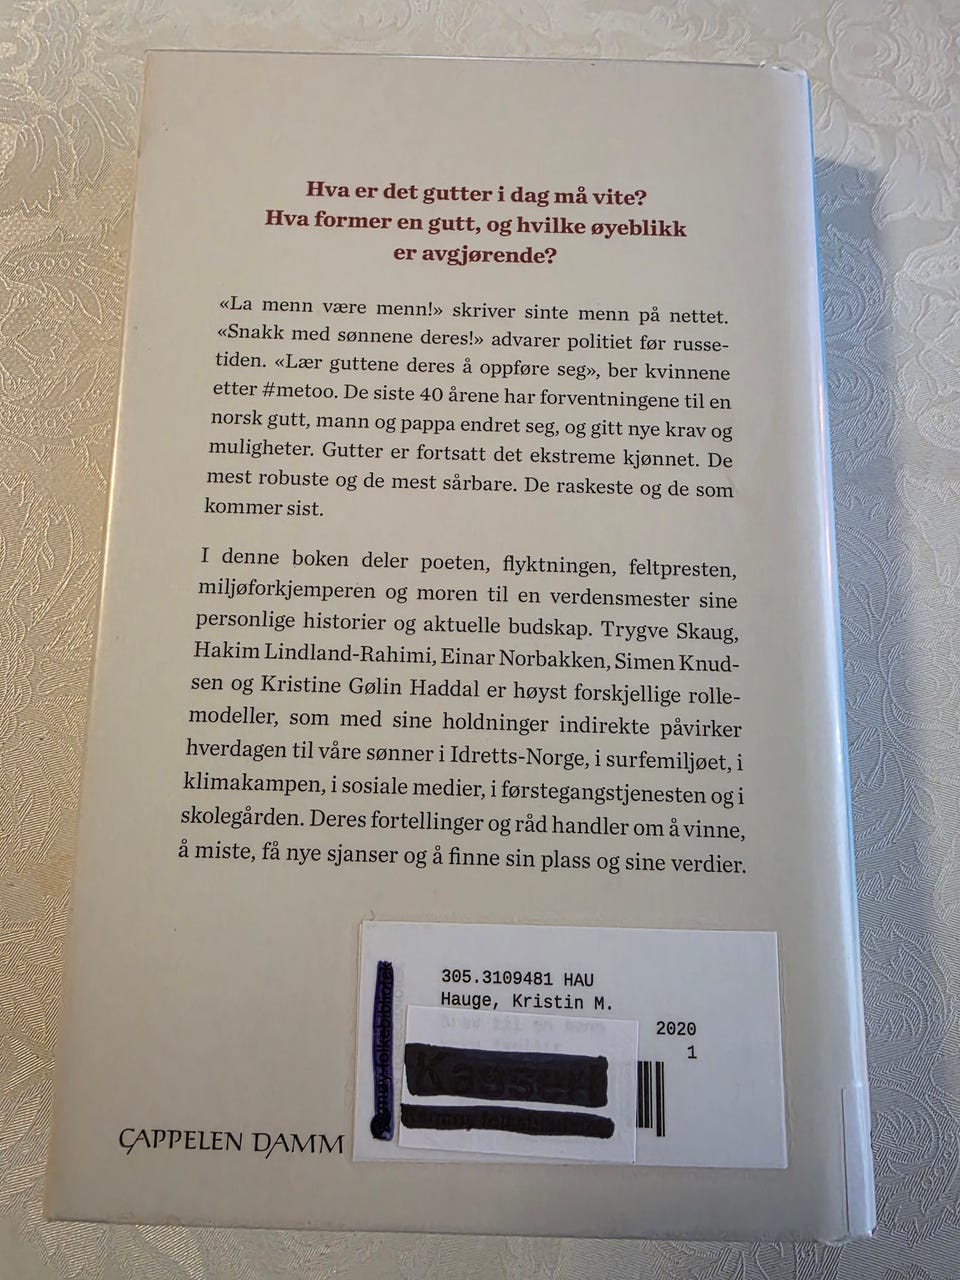 Hva er det gutter i dag må vite?
Hva former en gutt, og hvilke øyeblikk
er avgjørende?
«La menn være menn!» skriver sinte menn på nettet.
«Snakk med sønnene deres!» advarer politiet før russe-
tiden. «Lær guttene deres å oppføre seg», ber kvinnene
etter #metoo. De siste 40 årene har forventningene til en
norsk gutt, mann og pappa endret seg, og gitt nye krav og
muligheter. Gutter er fortsatt det ekstreme kjønnet. De
mest robuste og de mest sårbare. De raskeste og de som
kommer sist.
I denne boken deler poeten, flyktningen, feltpresten,
miljøforkjemperen og moren til en verdensmester sine
personlige historier og aktuelle budskap. Trygve Skaug,
Hakim Lindland-Rahimi, Einar Norbakken, Simen Knud-
sen og Kristine Gølin Haddal er høyst forskjellige rolle-
modeller, som med sine holdninger indirekte påvirker
hverdagen til våre sønner i Idretts-Norge, i surfemiljøet, i
klimakampen, i sosiale medier, i førstegangstjenesten og i
skolegården. Deres fortellinger og råd handler om å vinne,
å miste, få nye sjanser og å finne sin plass og sine verdier.
305.3109481 HAU
Hauge, Kristin M.
2020
1
CAPPELEN DAMM